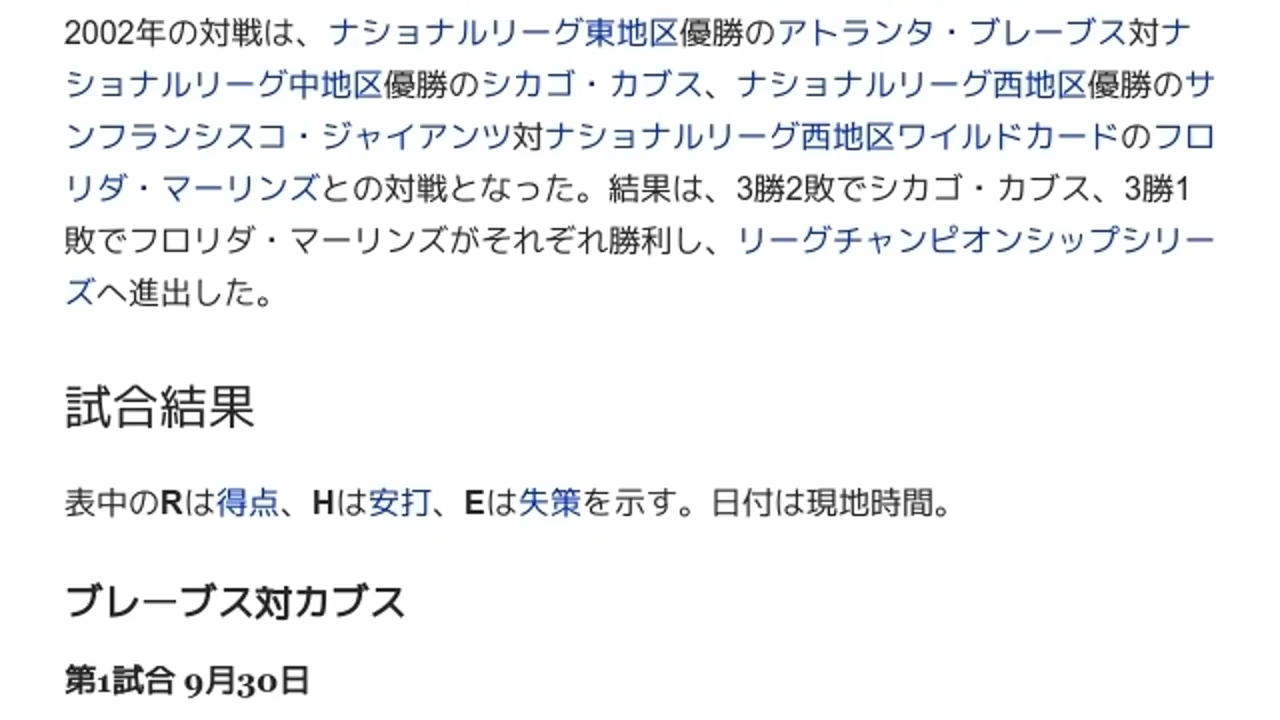 2002年の対戦は、ナショナルリーグ東地区優勝のアトランタ・ブレーブス対ナ
ショナルリーグ中地区優勝のシカゴ・カブス、ナショナルリーグ西地区優勝のサ
ンフランシスコ・ジャイアンツ対ナショナルリーグ西地区ワイルドカードのフロ
リダ・マーリンズとの対戦となった。結果は、3勝2敗でシカゴ・カブス、3勝1
敗でフロリダ・マーリンズがそれぞれ勝利し、リーグチャンピオンシップシリー
ズへ進出した。
試合結果
表中のRは得点、Hは安打、Eは失策を示す。日付は現地時間。
ブレーブス対カブス
第1試合 9月30日